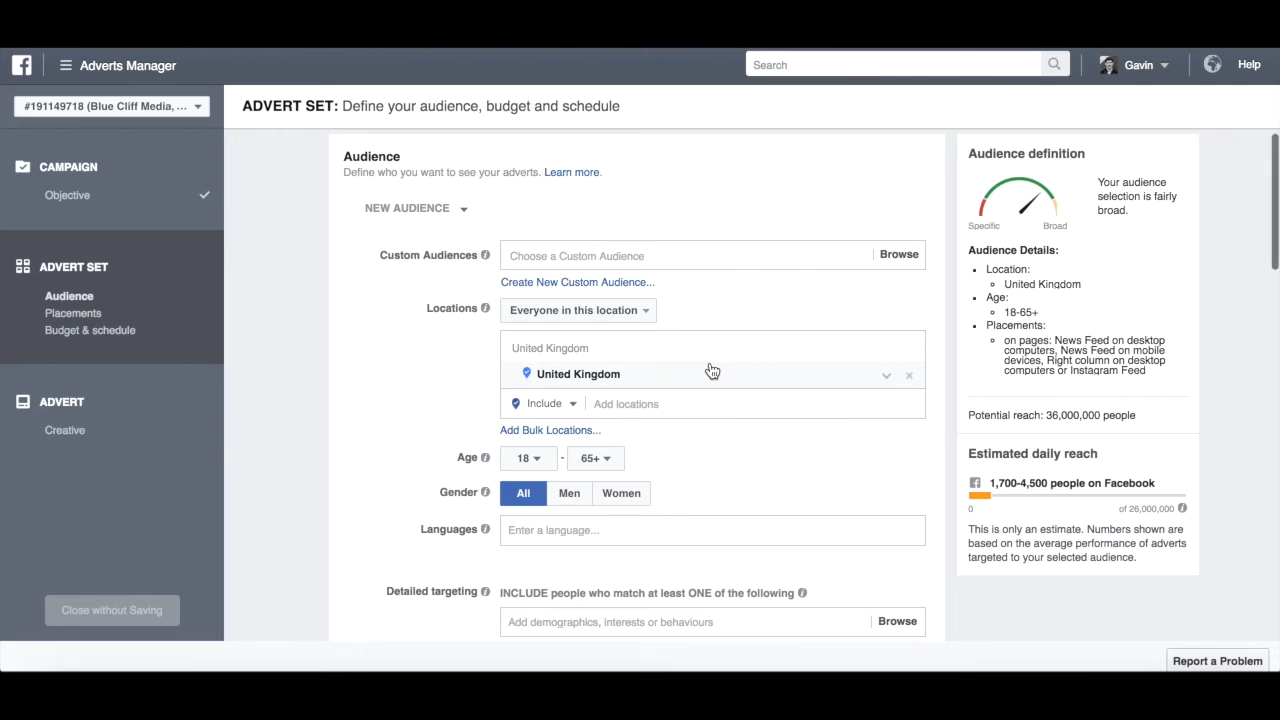 Adverts Manager
Search
Gavin
Help
#191149718 (Blue Cliff Media, ...
ADVERT SET: Define your audience, budget and schedule
CAMPAIGN
Objective
ADVERT SET
Audience
Placements
Budget & schedule
ADVERT
Creative
Close without Saving
Audience
Define who you want to see your adverts. Learn more.
NEW AUDIENCE
Custom Audiences
Choose a Custom Audience
Browse
Create New Custom Audience...
Locations
Everyone in this location
United Kingdom
United Kingdom
Include
Add locations
Add Bulk Locations...
Age
18
-
65+
Gender
All
Men
Women
Languages
Enter a language...
Detailed targeting
INCLUDE people who match at least ONE of the following
Add demographics, interests or behaviours
Browse
Audience definition
Specific
Broad
Your audience
selection is fairly
broad.
Audience Details:
Location:
United Kingdom
Age:
18-65+
Placements:
on pages: News Feed on desktop
computers, News Feed on mobile
devices, Right column on desktop
computers or Instagram Feed
Potential reach: 36,000,000 people
Estimated daily reach
1,700-4,500 people on Facebook
0
of 26,000,000
This is only an estimate. Numbers shown are
based on the average performance of adverts
targeted to your selected audience.
Report a Problem